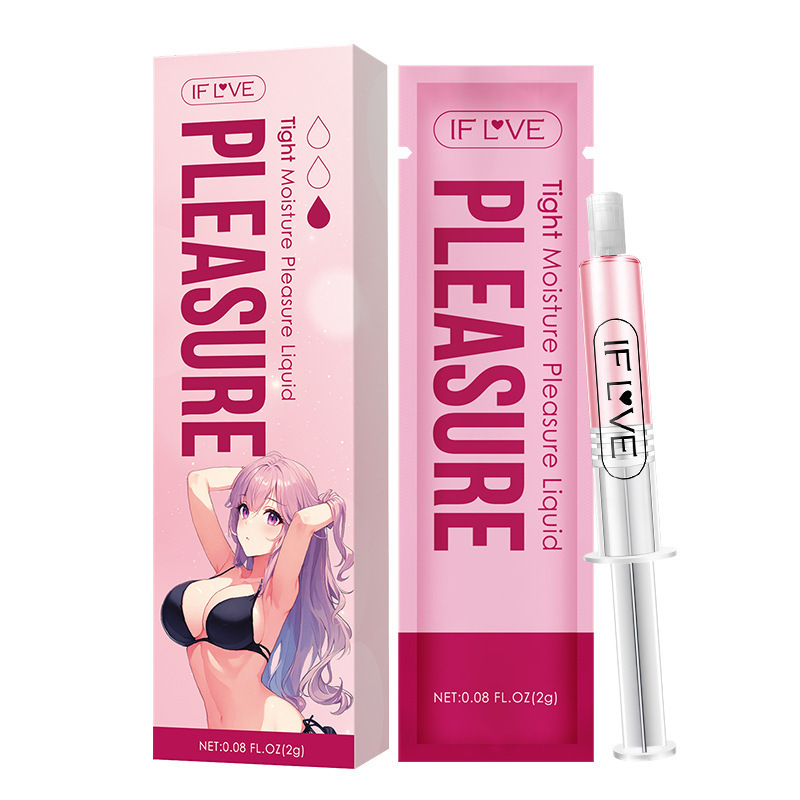 IF LOVE
PLEASURE
Tight Moisture Pleasure Liquid
NET:0.08 FL.OZ(2g)
IF LOVE
PLEASURE
Tight Moisture Pleasure Liquid
NET:0.08 FL.OZ(2g)
IF LOVE